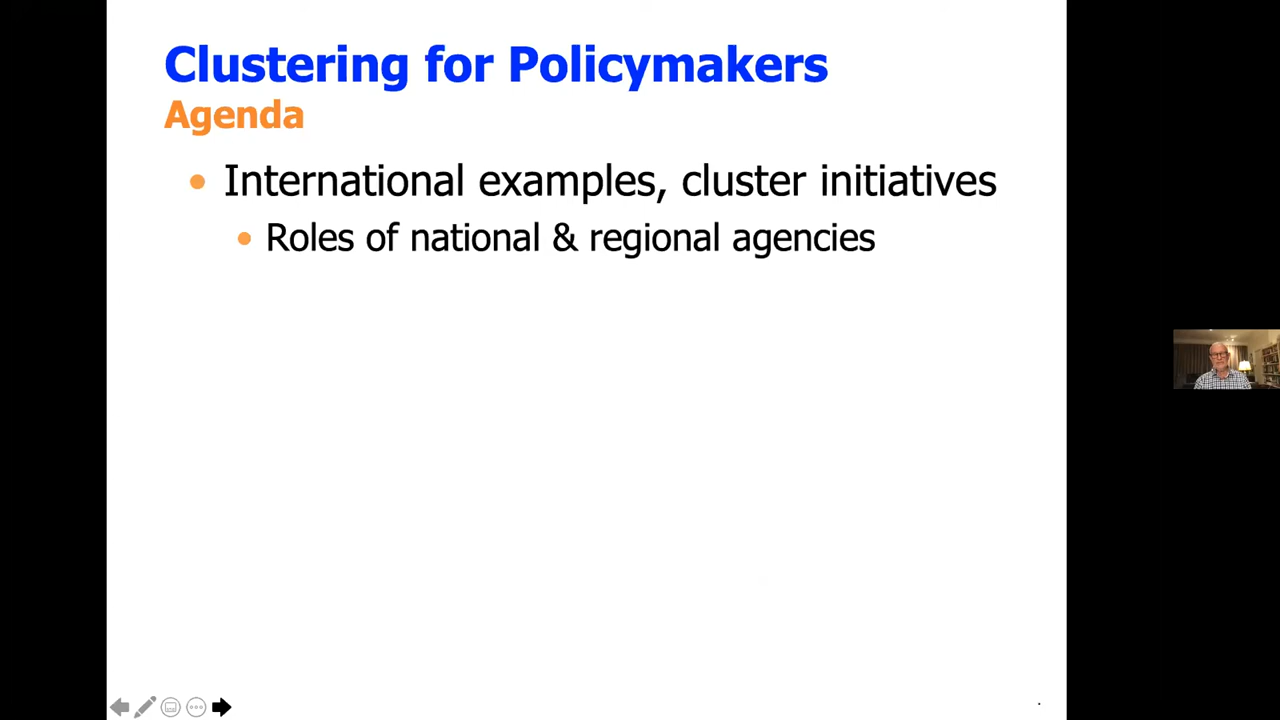 Clustering for Policymakers
Agenda
• International examples, cluster initiatives
• Roles of national & regional agencies